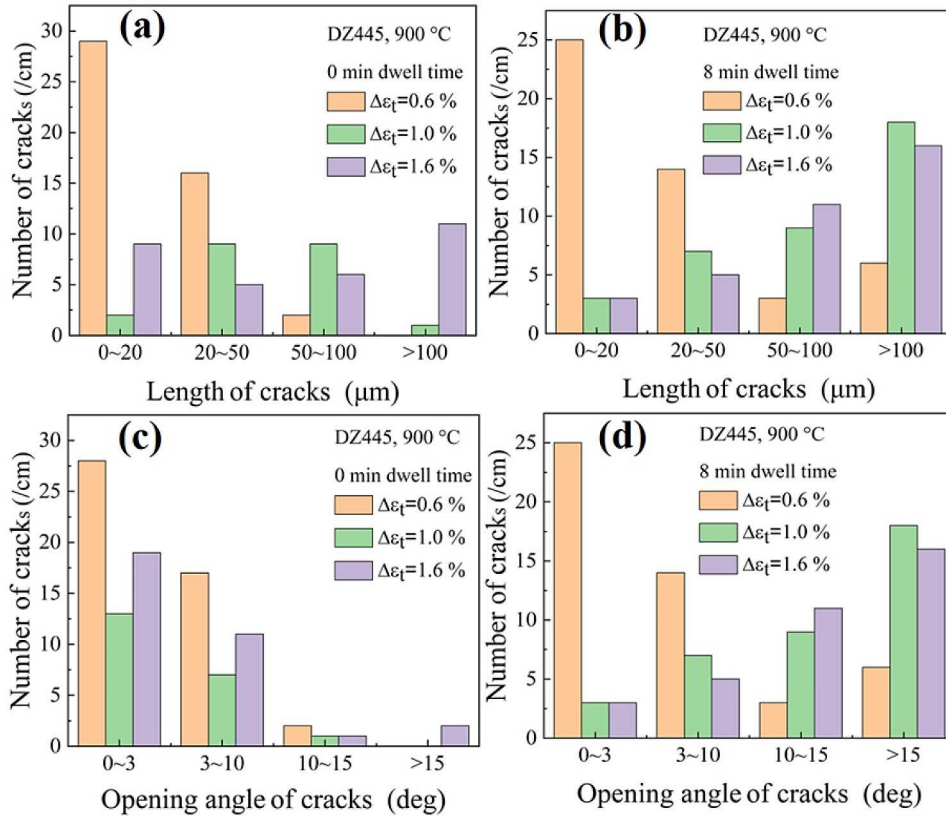 (a)
DZ445, 900 °C
0 min dwell time
Δεt=0.6 %
Δεt=1.0 %
Δεt=1.6 %
30
25
20
15
10
5
0
Number of cracks (/cm)
0~20
20~50
50~100
>100
Length of cracks (μm)
(b)
DZ445, 900 °C
8 min dwell time
Δεt=0.6 %
Δεt=1.0 %
Δεt=1.6 %
25
20
15
10
5
0
Number of cracks (/cm)
0~20
20~50
50~100
>100
Length of cracks (μm)
(c)
DZ445, 900 °C
0 min dwell time
Δεt=0.6 %
Δεt=1.0 %
Δεt=1.6 %
30
25
20
15
10
5
0
Number of cracks (/cm)
0~3
3~10
10~15
>15
Opening angle of cracks (deg)
(d)
DZ445, 900 °C
8 min dwell time
Δεt=0.6 %
Δεt=1.0 %
Δεt=1.6 %
25
20
15
10
5
0
Number of cracks (/cm)
0~3
3~10
10~15
>15
Opening angle of cracks (deg)